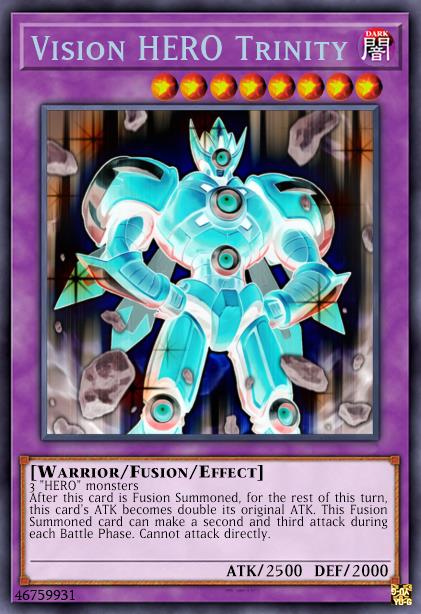 Vision HERO Trinity
DARK
闇
[Warrior/Fusion/Effect]
3 "HERO" monsters
After this card is Fusion Summoned, for the rest of this turn,
this card's ATK becomes double its original ATK. This Fusion
Summoned card can make a second and third attack during
each Battle Phase. Cannot attack directly.
ATK/2500 DEF/2000
46759931